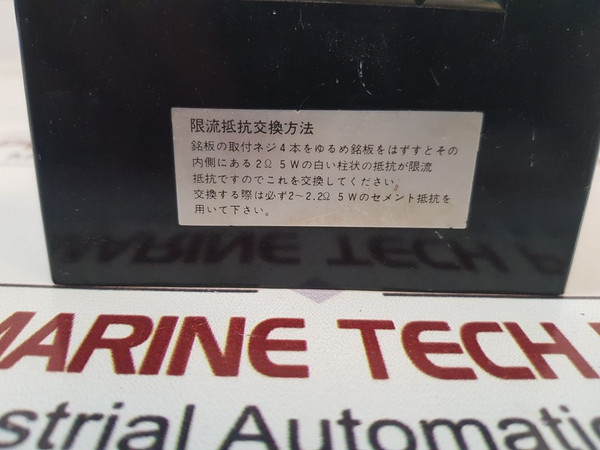 限流抵抗交換方法
銘板の取付ネジ4本をゆるめ銘板をはずすとその
内側にある2Ω 5Wの白い柱状の抵抗が限流
抵抗ですのでこれを交換してください。
交換する際は必ず2~2.2Ω 5Wのセメント抵抗を
用いて下さい。
MARINE TECH P
MARINE TECH
strial Automati